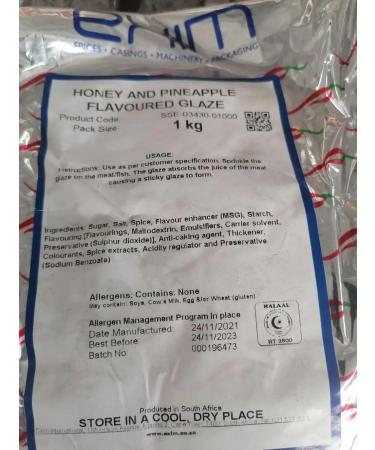 exim
SPICES • CASINGS • MACHINERY • PACKAGING
HONEY AND PINEAPPLE
FLAVOURED GLAZE
Product Code SSE 03430-01000
Pack Size 1 kg
USAGE:
Instructions: Use as per customer specification. Sprinkle the
glaze on the meat/fish. The glaze absorbs the juice of the meat
causing a sticky glaze to form.
Ingredients: Sugar, Salt, Spice, Flavour enhancer (MSG), Starch,
Flavouring [Flavourings, Maltodextrin, Emulsifiers, Carrier solvent,
Preservative (Sulphur dioxide)], Anti-caking agent, Thickener,
Colourants, Spice extracts, Acidity regulator and Preservative
(Sodium Benzoate)
Allergens: Contains: None
May contain: Soya, Cow's Milk, Egg &/or Wheat (gluten)
Allergen Management Program in place
Date Manufactured: 24/11/2021
Best Before 24/11/2023
Batch No: 000196473
HALAAL
RT 2800
Produced in South Africa
STORE IN A COOL, DRY PLACE
www.exim.co.za